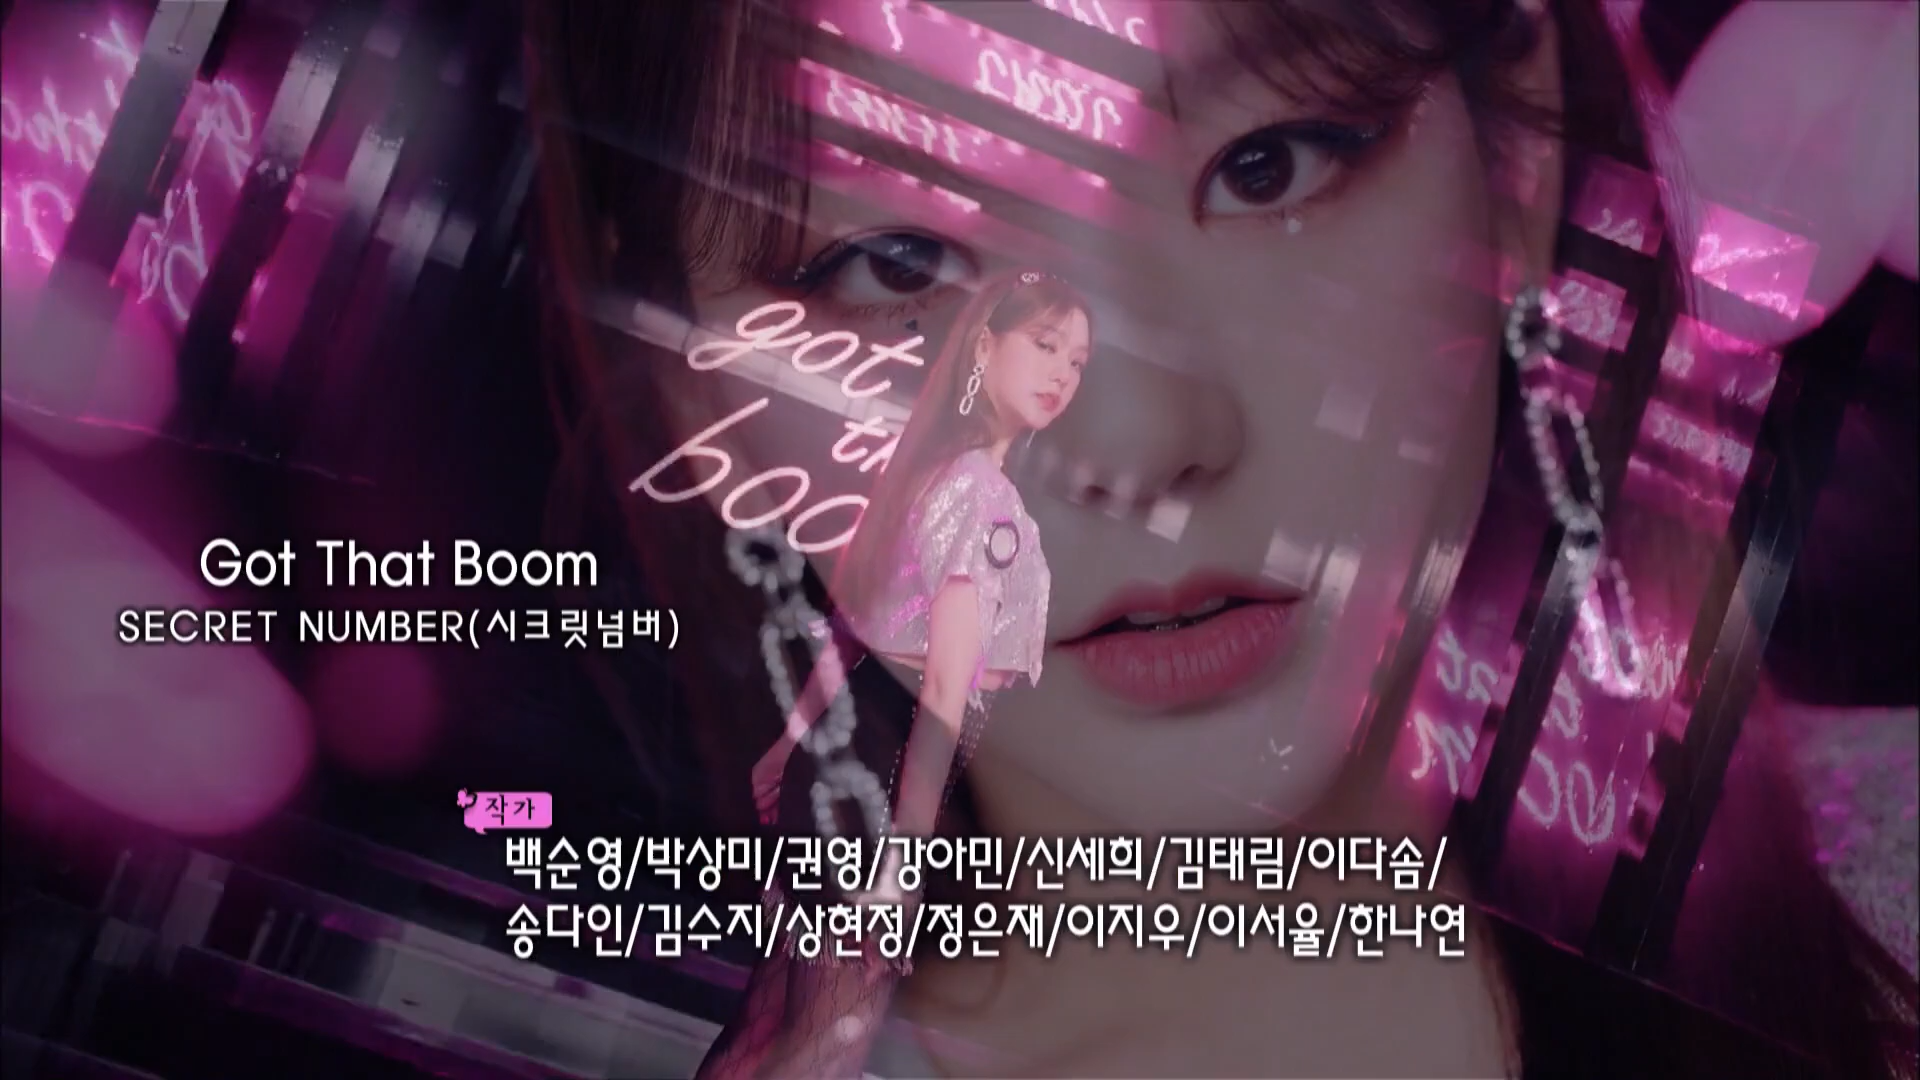 got
boo
Got That Boom
SECRET NUMBER(시크릿넘버)
작가
백순영/박상미/권영/강아민/신세희/김태림/이다솜/
송다인/김수지/상현정/정은재/이지우/이서율/한나연